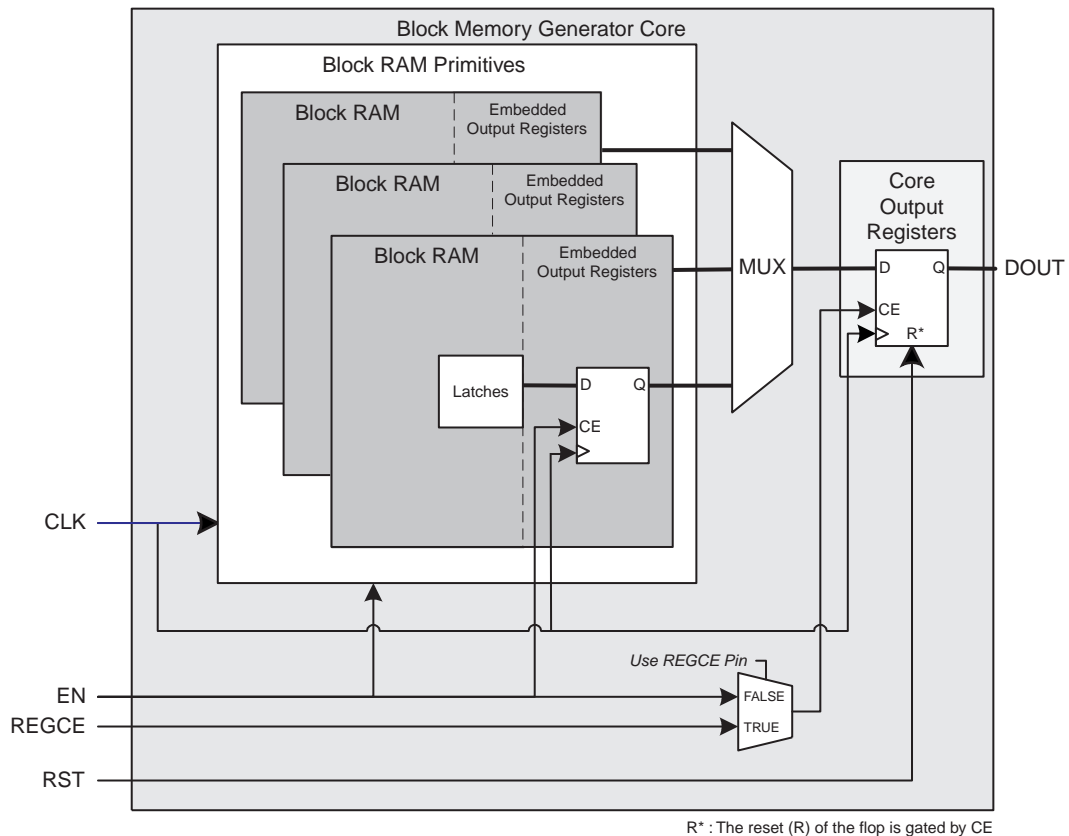 Block Memory Generator Core
Block RAM Primitives
Block RAM
Embedded
Output Registers
Block RAM
Embedded
Output Registers
Block RAM
Embedded
Output Registers
Latches
D
Q
CE
MUX
Core
Output
Registers
D
Q
CE
R*
DOUT
CLK
Use REGCE Pin
EN
FALSE
REGCE
TRUE
RST
R* : The reset (R) of the flop is gated by CE